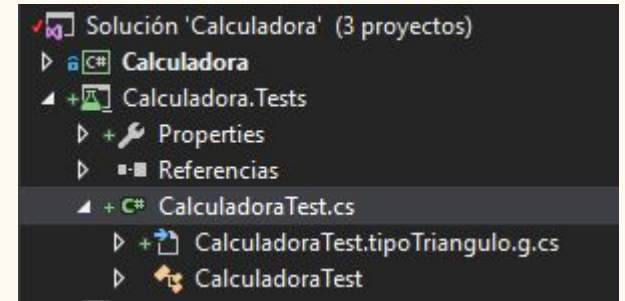 Solución 'Calculadora' (3 proyectos)
C# Calculadora
Calculadora.Tests
Properties
Referencias
C# CalculadoraTest.cs
CalculadoraTest.tipoTriangulo.g.cs
CalculadoraTest